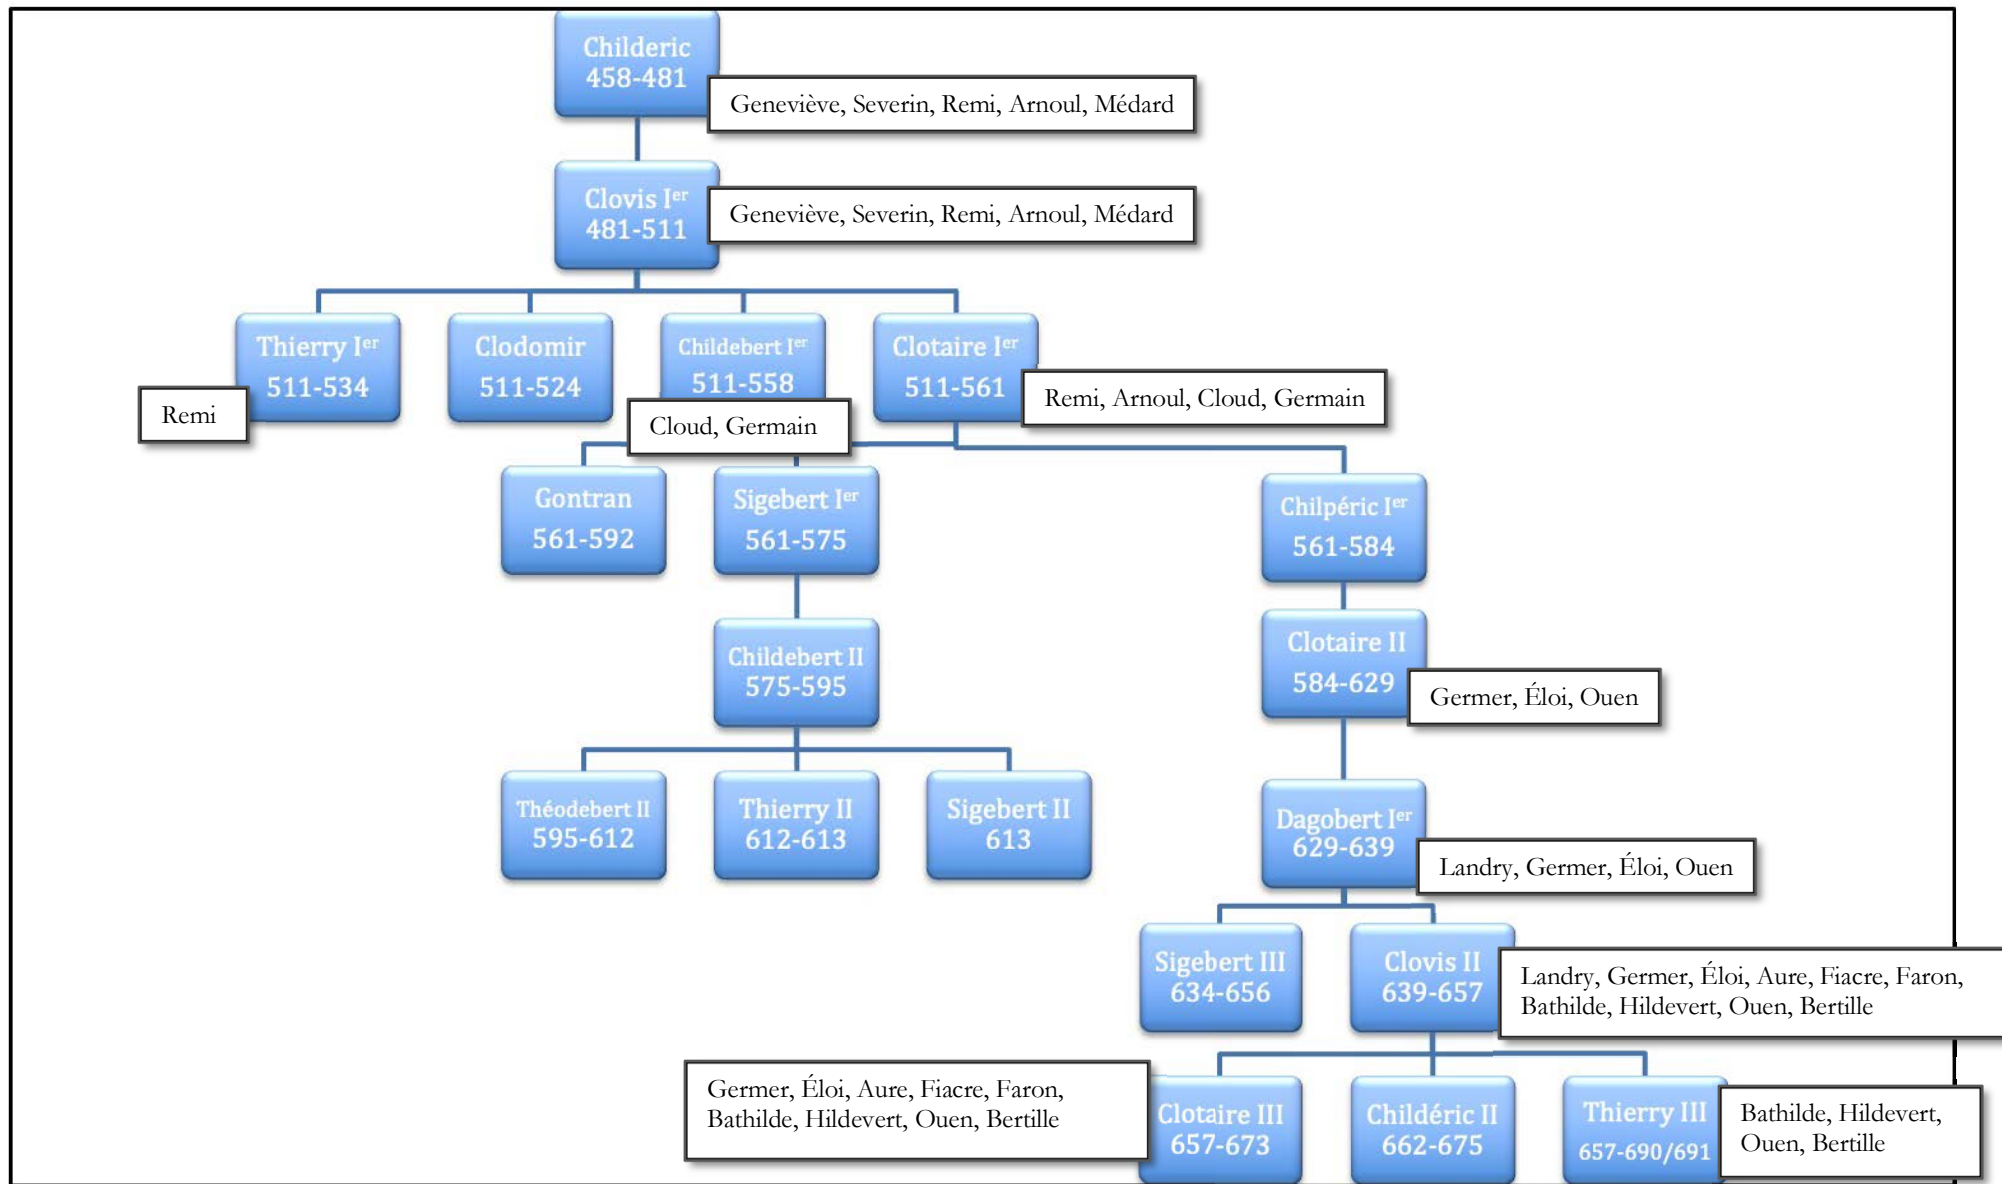 Childeric
458-481
Geneviève, Severin, Remi, Arnoul, Médard
Clovis Ier
481-511
Geneviève, Severin, Remi, Arnoul, Médard
Thierry Ier
511-534
Remi
Clodomir
511-524
Childebert Ier
511-558
Cloud, Germain
Clotaire Ier
511-561
Remi, Arnoul, Cloud, Germain
Gontran
561-592
Sigebert Ier
561-575
Chilpéric Ier
561-584
Childebert II
575-595
Clotaire II
584-629
Germer, Éloi, Ouen
Théodebert II
595-612
Thierry II
612-613
Sigebert II
613
Dagobert Ier
629-639
Landry, Germer, Éloi, Ouen
Sigebert III
634-656
Clovis II
639-657
Landry, Germer, Éloi, Aure, Fiacre, Faron,
Bathilde, Hildevert, Ouen, Bertille
Germer, Éloi, Aure, Fiacre, Faron,
Bathilde, Hildevert, Ouen, Bertille
Clotaire III
657-673
Childéric II
662-675
Thierry III
657-690/691
Bathilde, Hildevert,
Ouen, Bertille